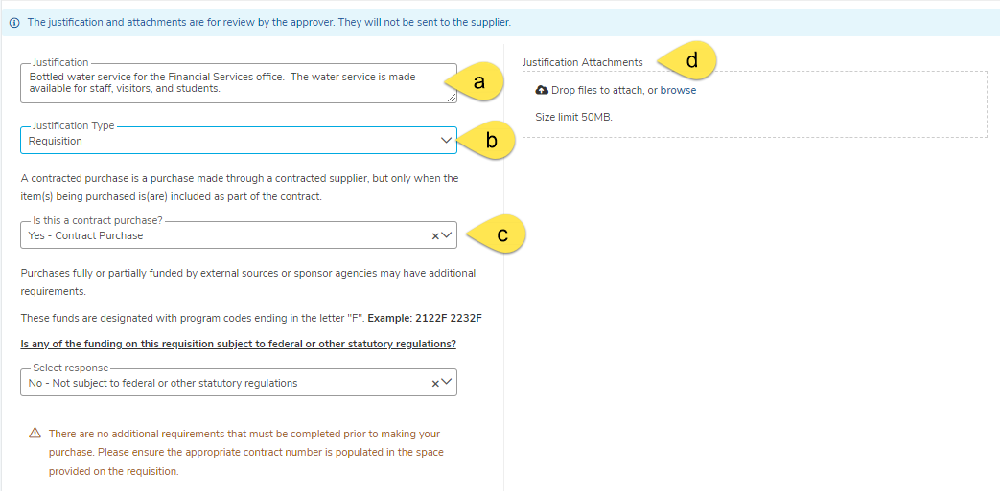 The justification and attachments are for review by the approver. They will not be sent to the supplier.
Justification
Bottled water service for the Financial Services office.  The water service is made
available for staff, visitors, and students.
a
Justification Type
Requisition
b
A contracted purchase is a purchase made through a contracted supplier, but only when the
item(s) being purchased is(are) included as part of the contract.
Is this a contract purchase?
Yes - Contract Purchase
c
Purchases fully or partially funded by external sources or sponsor agencies may have additional
requirements.
These funds are designated with program codes ending in the letter "F". Example: 2122F 2232F
Is any of the funding on this requisition subject to federal or other statutory regulations?
Select response
No - Not subject to federal or other statutory regulations
There are no additional requirements that must be completed prior to making your
purchase. Please ensure the appropriate contract number is populated in the space
provided on the requisition.
Justification Attachments
d
Drop files to attach, or browse
Size limit 50MB.